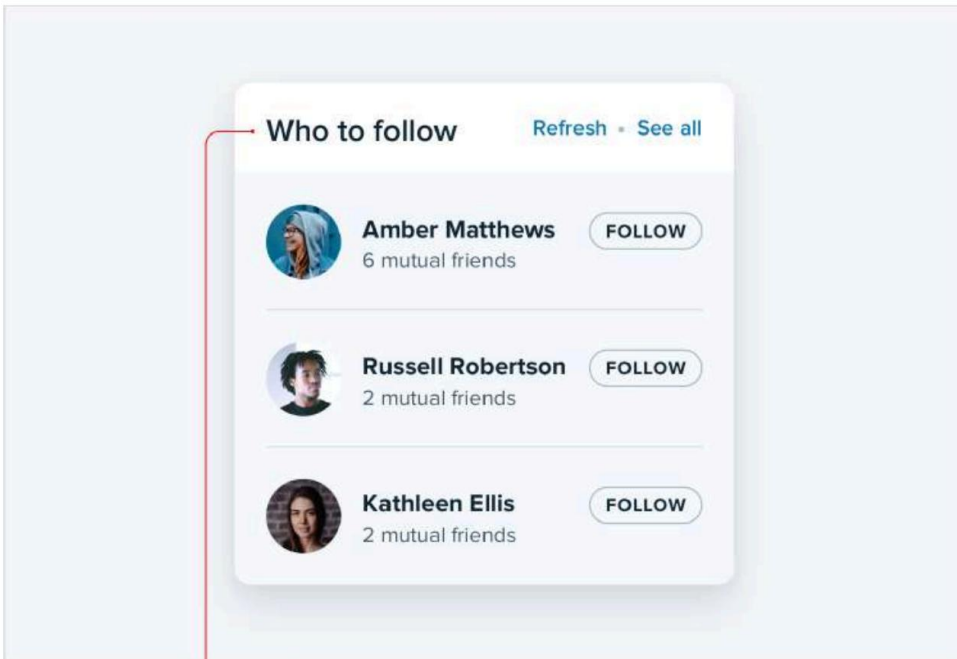 Who to follow Refresh • See all
Amber Matthews FOLLOW
6 mutual friends
Russell Robertson FOLLOW
2 mutual friends
Kathleen Ellis FOLLOW
2 mutual friends